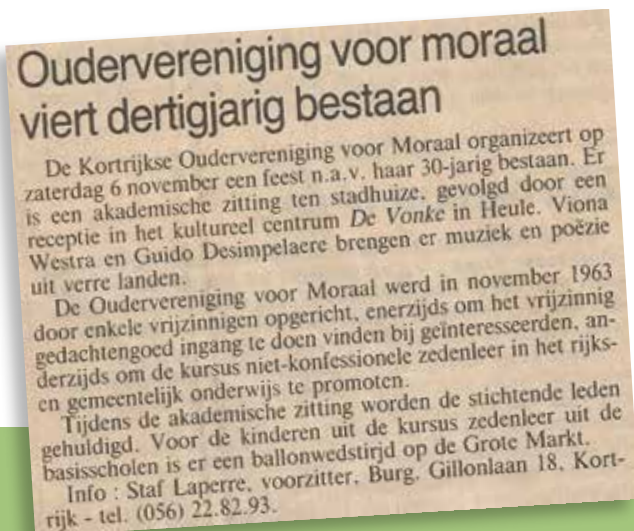 Oudervereniging voor moraal
viert dertigjarig bestaan
De Kortrijkse Oudervereniging voor Moraal organizeert op
zaterdag 6 november een feest n.a.v. haar 30-jarig bestaan. Er
is een akademische zitting ten stadhuize, gevolgd door een
receptie in het kultureel centrum De Vonke in Heule. Viona
Westra en Guido Desimpelaere brengen er muziek en poëzie
uit verre landen.
De Oudervereniging voor Moraal werd in november 1963
door enkele vrijzinnigen opgericht, enerzijds om het vrijzinnig
gedachtengoed ingang te doen vinden bij geïnteresseerden, an-
derzijds om de kursus niet-konfessionele zedenleer in het rijks-
en gemeentelijk onderwijs te promoten.
Tijdens de akademische zitting worden de stichtende leden
gehuldigd. Voor de kinderen uit de kursus zedenleer uit de
basisscholen is er een ballonwedstirjd op de Grote Markt.
Info : Staf Laperre, voorzitter, Burg. Gillonlaan 18, Kort-
rijk - tel. (056) 22.82.93.